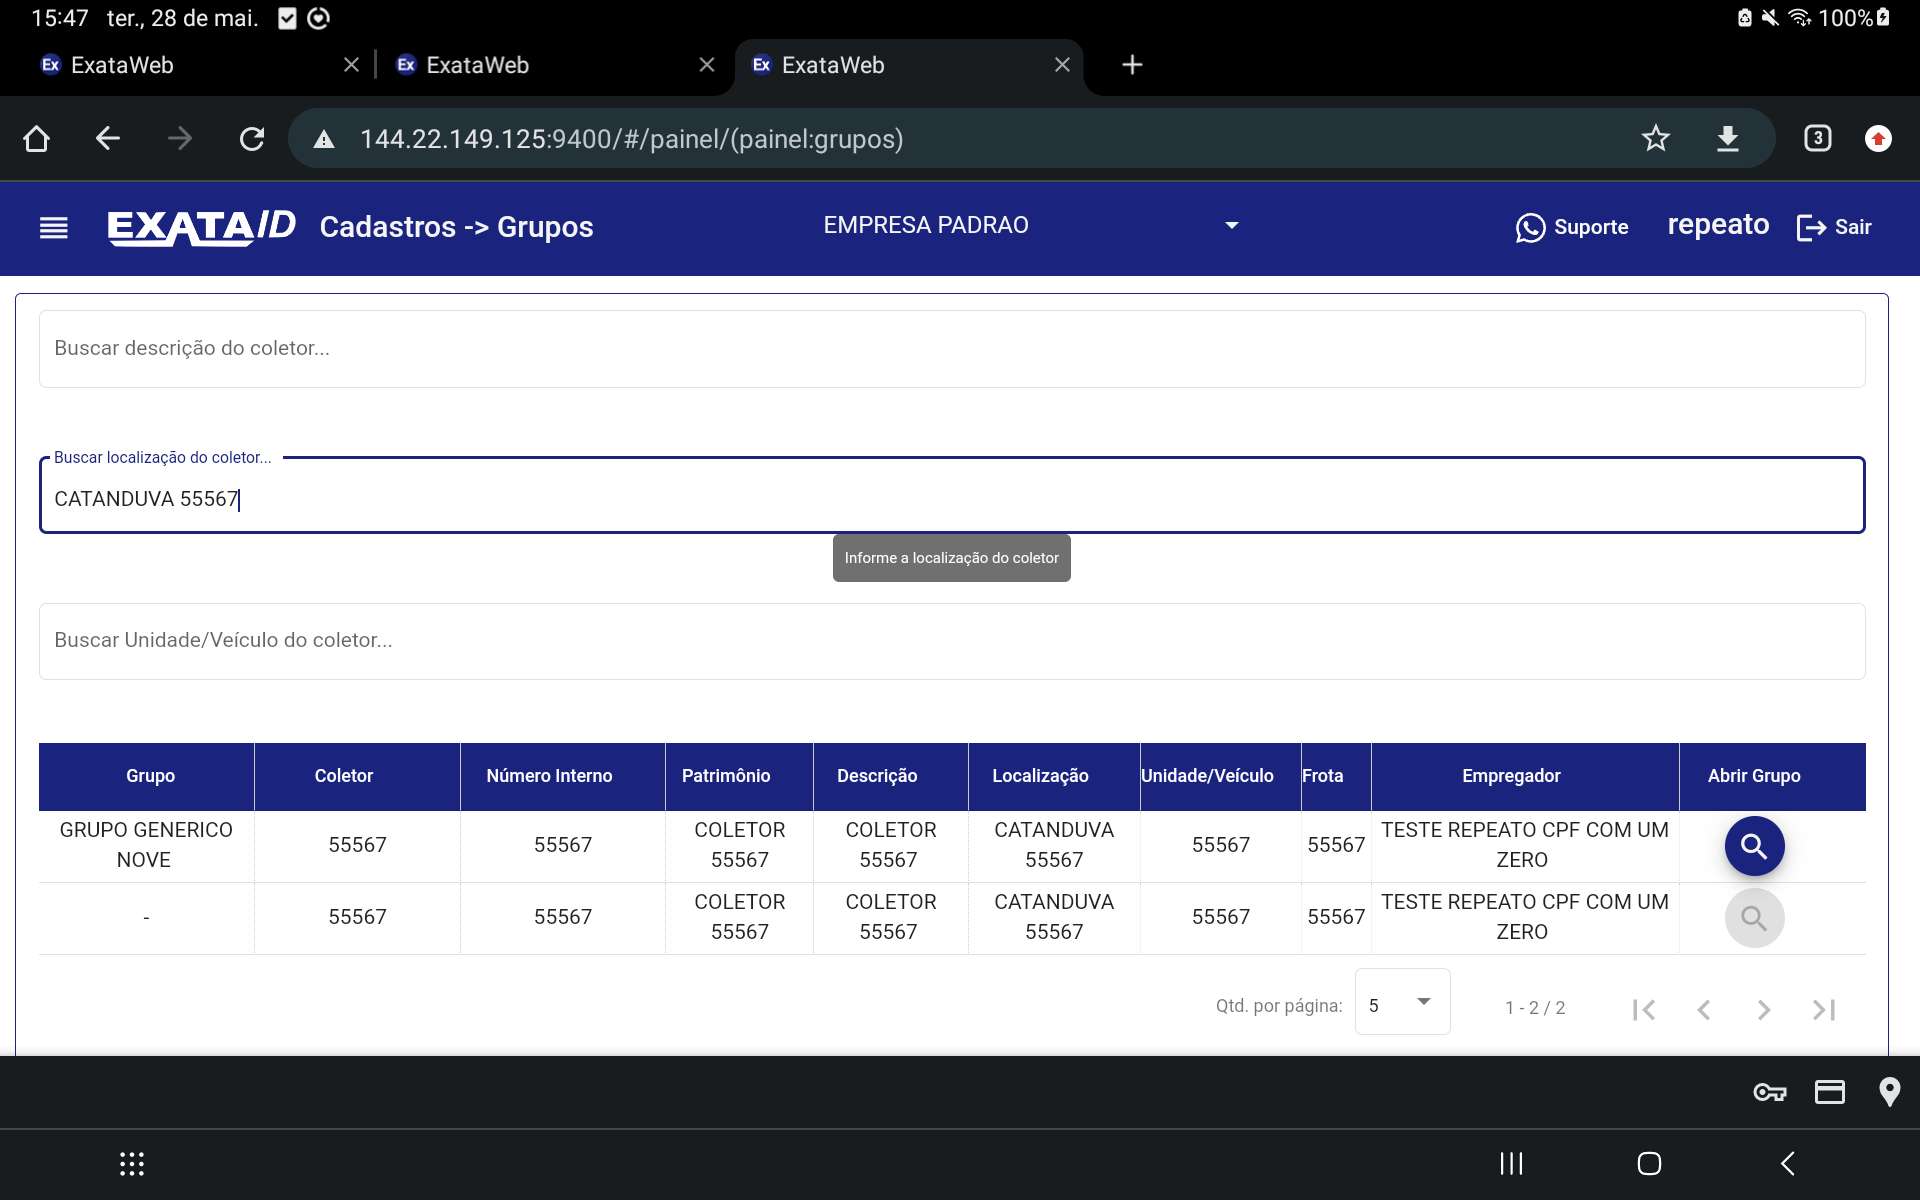 15:47 ter., 28 de mai. 100%
Ex ExataWeb Ex ExataWeb Ex ExataWeb
144.22.149.125:9400/#/painel/(painel:grupos) 3
EXATA ID Cadastros -> Grupos EMPRESA PADRAO Suporte repeato Sair
Buscar descrição do coletor...
Buscar localização do coletor...
CATANDUVA 55567
Informe a localização do coletor
Buscar Unidade/Veículo do coletor...
Grupo Coletor Número Interno Patrimônio Descrição Localização Unidade/Veículo Frota Empregador Abrir Grupo
GRUPO GENERICO NOVE 55567 55567 COLETOR 55567 COLETOR 55567 CATANDUVA 55567 55567 55567 TESTE REPEATO CPF COM UM ZERO
- 55567 55567 COLETOR 55567 COLETOR 55567 CATANDUVA 55567 55567 55567 TESTE REPEATO CPF COM UM ZERO
Qtd. por página: 5 1 - 2 / 2